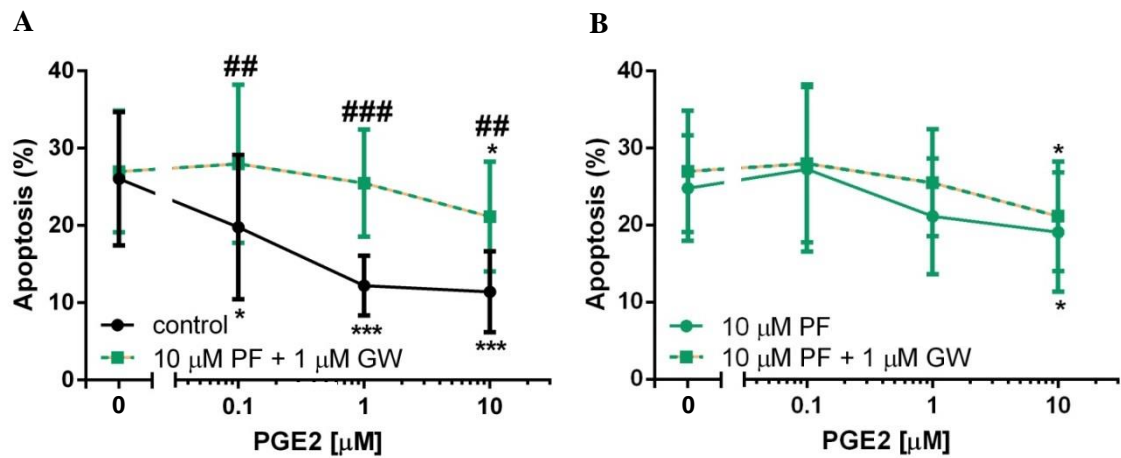 A
B
##
###
##
*
*
***
***
Apoptosis (%)
40
30
20
10
0
control
10 μM PF + 1 μM GW
0
0.1
1
10
PGE2 [μM]
*
*
Apoptosis (%)
40
30
20
10
0
10 μM PF
10 μM PF + 1 μM GW
0
0.1
1
10
PGE2 [μM]